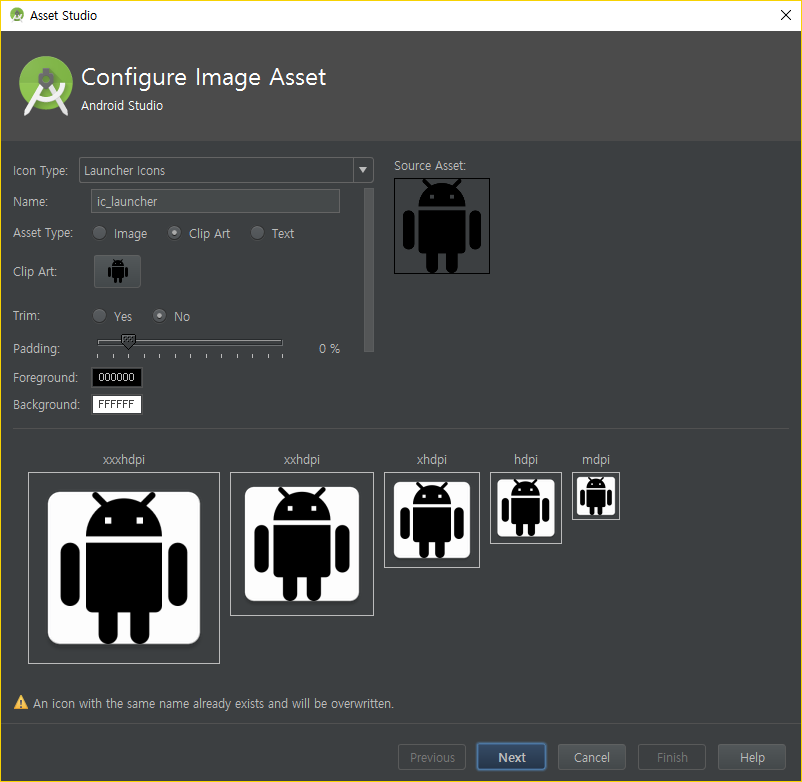 Asset Studio
Configure Image Asset
Android Studio
Icon Type: Launcher Icons
Source Asset:
Name: ic_launcher
Asset Type: Image Clip Art Text
Clip Art:
Trim: Yes No
Padding: 0 %
Foreground: 000000
Background: FFFFFF
xxxhdpi xxhdpi xhdpi hdpi mdpi
An icon with the same name already exists and will be overwritten.
Previous Next Cancel Finish Help